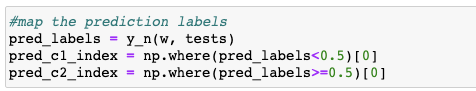 #map the prediction labels
pred_labels = y_n(w, tests)
pred_c1_index = np.where(pred_labels<0.5)[0]
pred_c2_index = np.where(pred_labels>=0.5)[0]